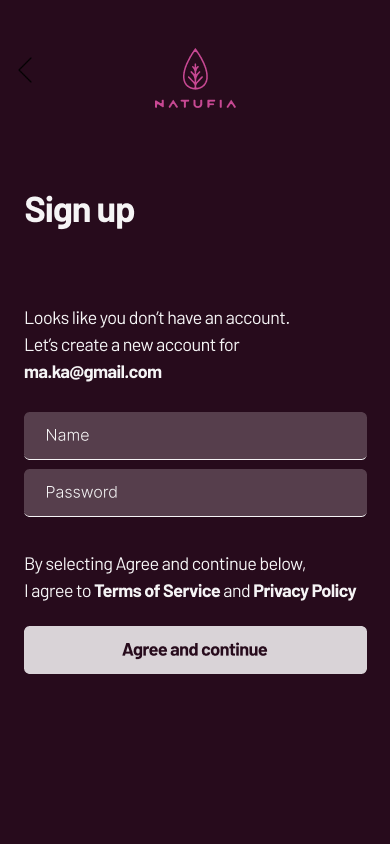 NATUFIA
Sign up
Looks like you don't have an account.
Let's create a new account for
ma.ka@gmail.com
Name
Password
By selecting Agree and continue below,
I agree to Terms of Service and Privacy Policy
Agree and continue